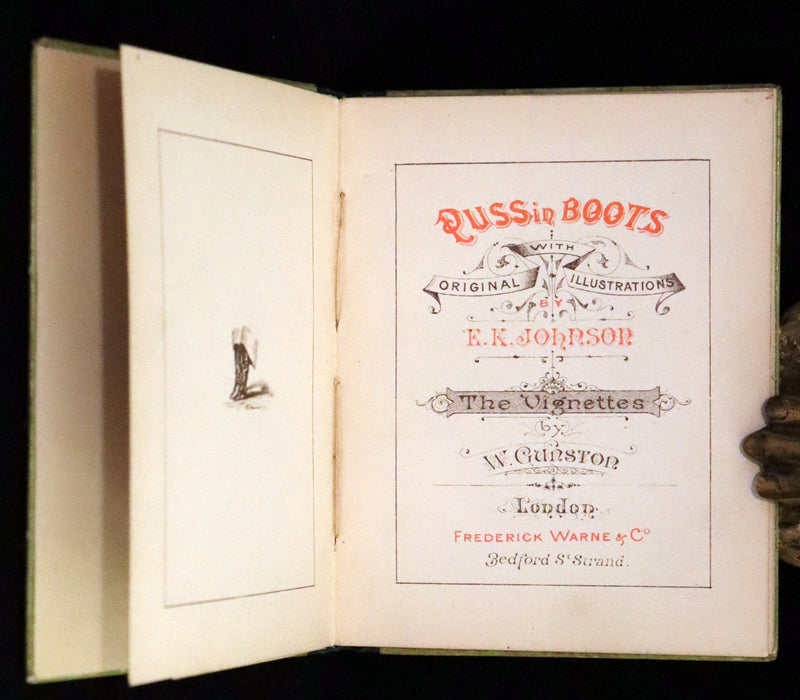 PUSS in BOOTS
WITH
ORIGINAL ILLUSTRATIONS
BY
E. K. JOHNSON
The Vignettes
by
W. GUNSTON
London
FREDERICK WARNE & Co
Bedford St Strand.